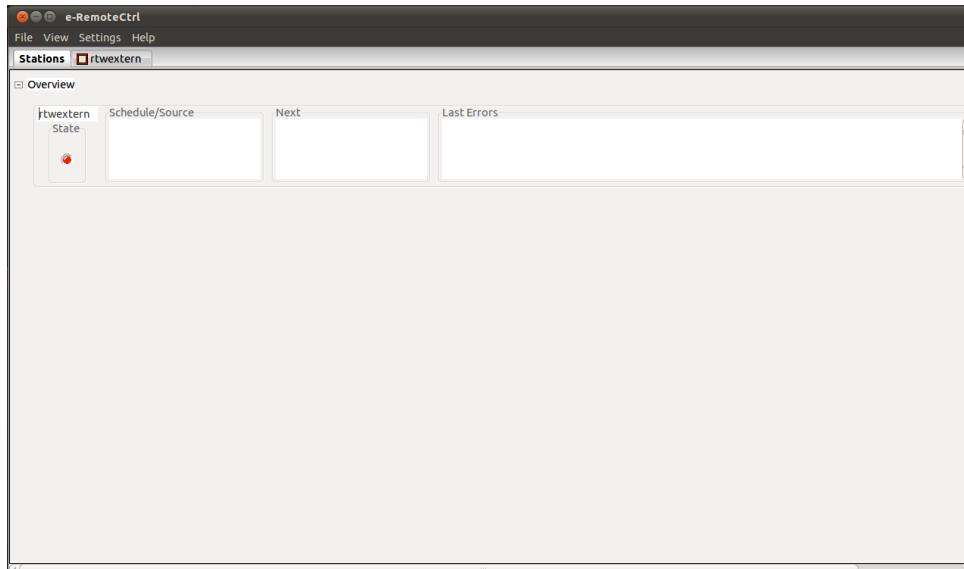 e-RemoteCtrl
File View Settings Help
Stations rtwextern
Overview
rtwextern Schedule/Source Next Last Errors
State